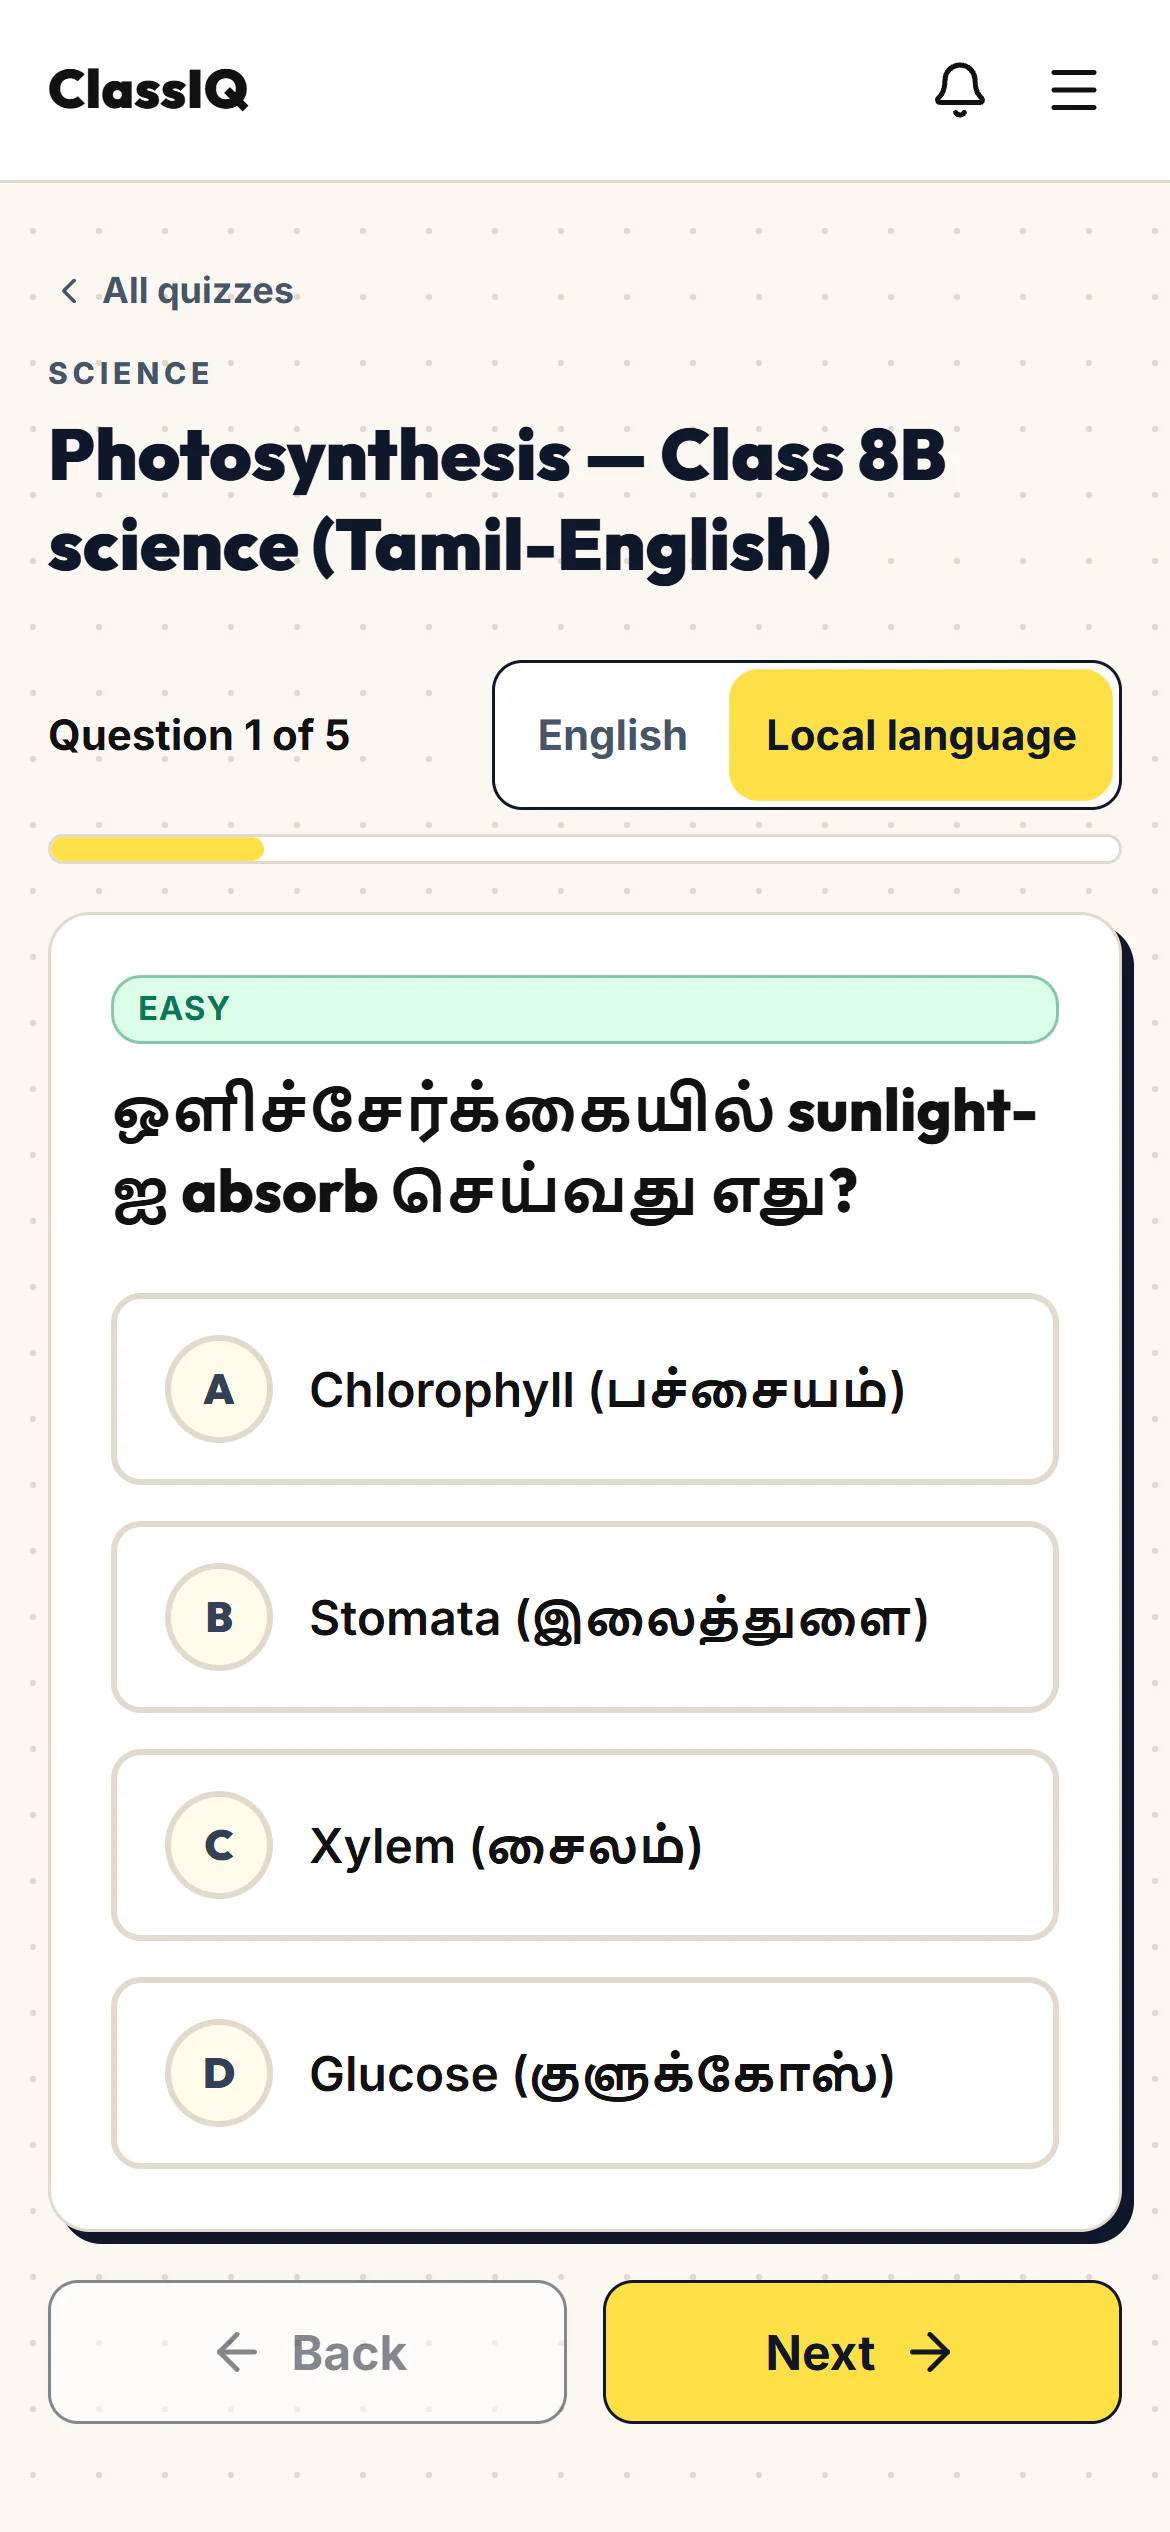 ClassIQ
All quizzes
SCIENCE
Photosynthesis — Class 8B
science (Tamil-English)
Question 1 of 5
English
Local language
EASY
ஒளிச்சேர்க்கையில் sunlight-
ஐ absorb செய்வது எது?
A
Chlorophyll (பச்சையம்)
B
Stomata (இலைத்துளை)
C
Xylem (சைலம்)
D
Glucose (குளுக்கோஸ்)
Back
Next